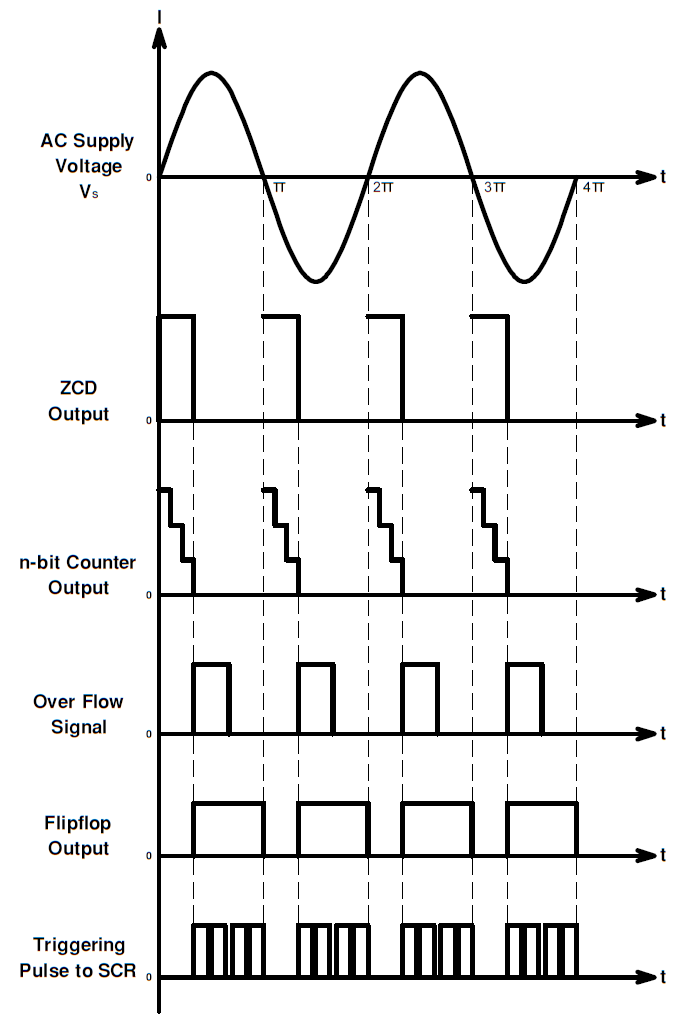 I
AC Supply
Voltage
Vs
0
π
2π
3π
4π
t
ZCD
Output
0
t
n-bit Counter
Output
0
t
Over Flow
Signal
0
t
Flipflop
Output
0
t
Triggering
Pulse to SCR
0
t